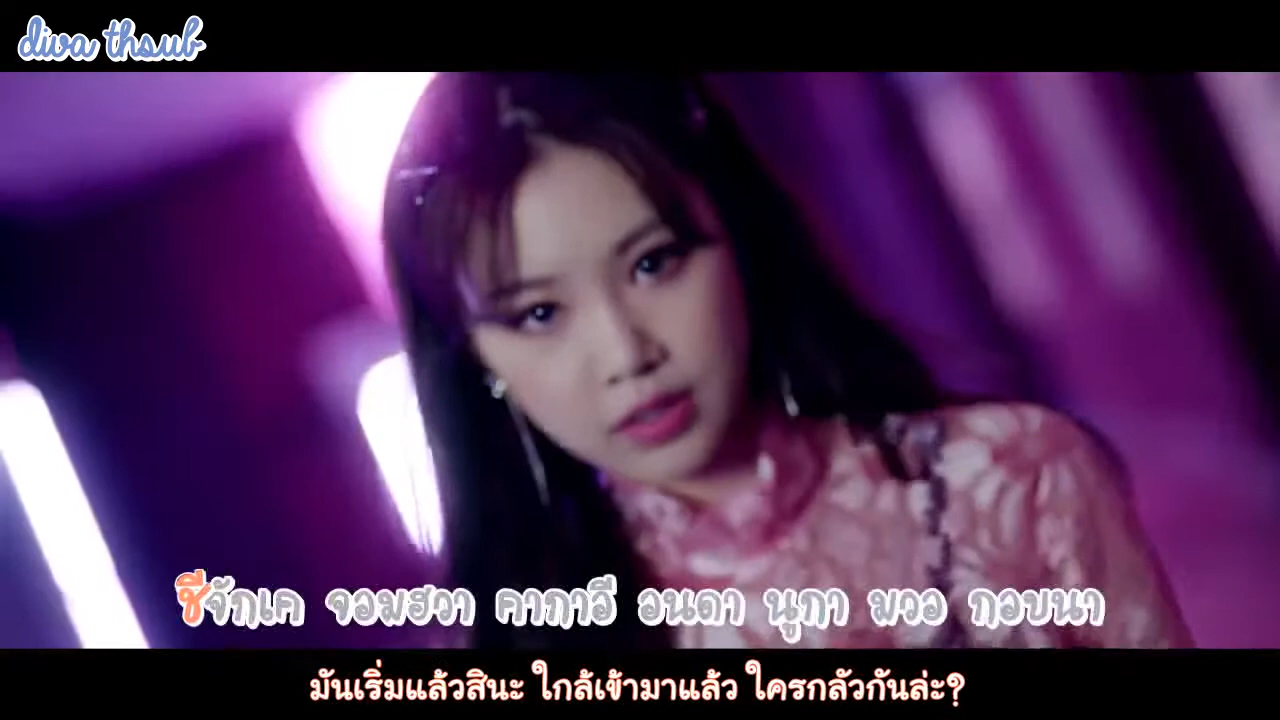 diva thsub
ชีจักเค จอมฮวา คากาอี อนดา นูกา มวอ กอบนา
มันเริ่มแล้วสินะ ใกล้เข้ามาแล้ว ใครกลัวกันล่ะ?